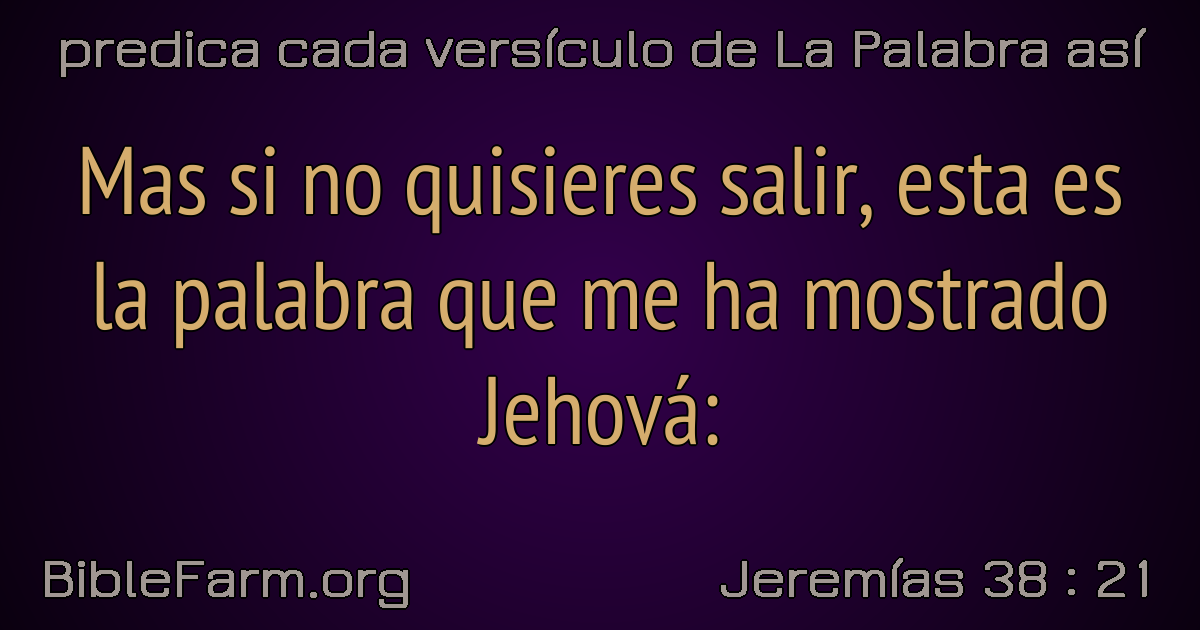 predica cada versículo de La Palabra así
Mas si no quisieres salir, esta es
la palabra que me ha mostrado
Jehová:
BibleFarm.org
Jeremías 38 : 21